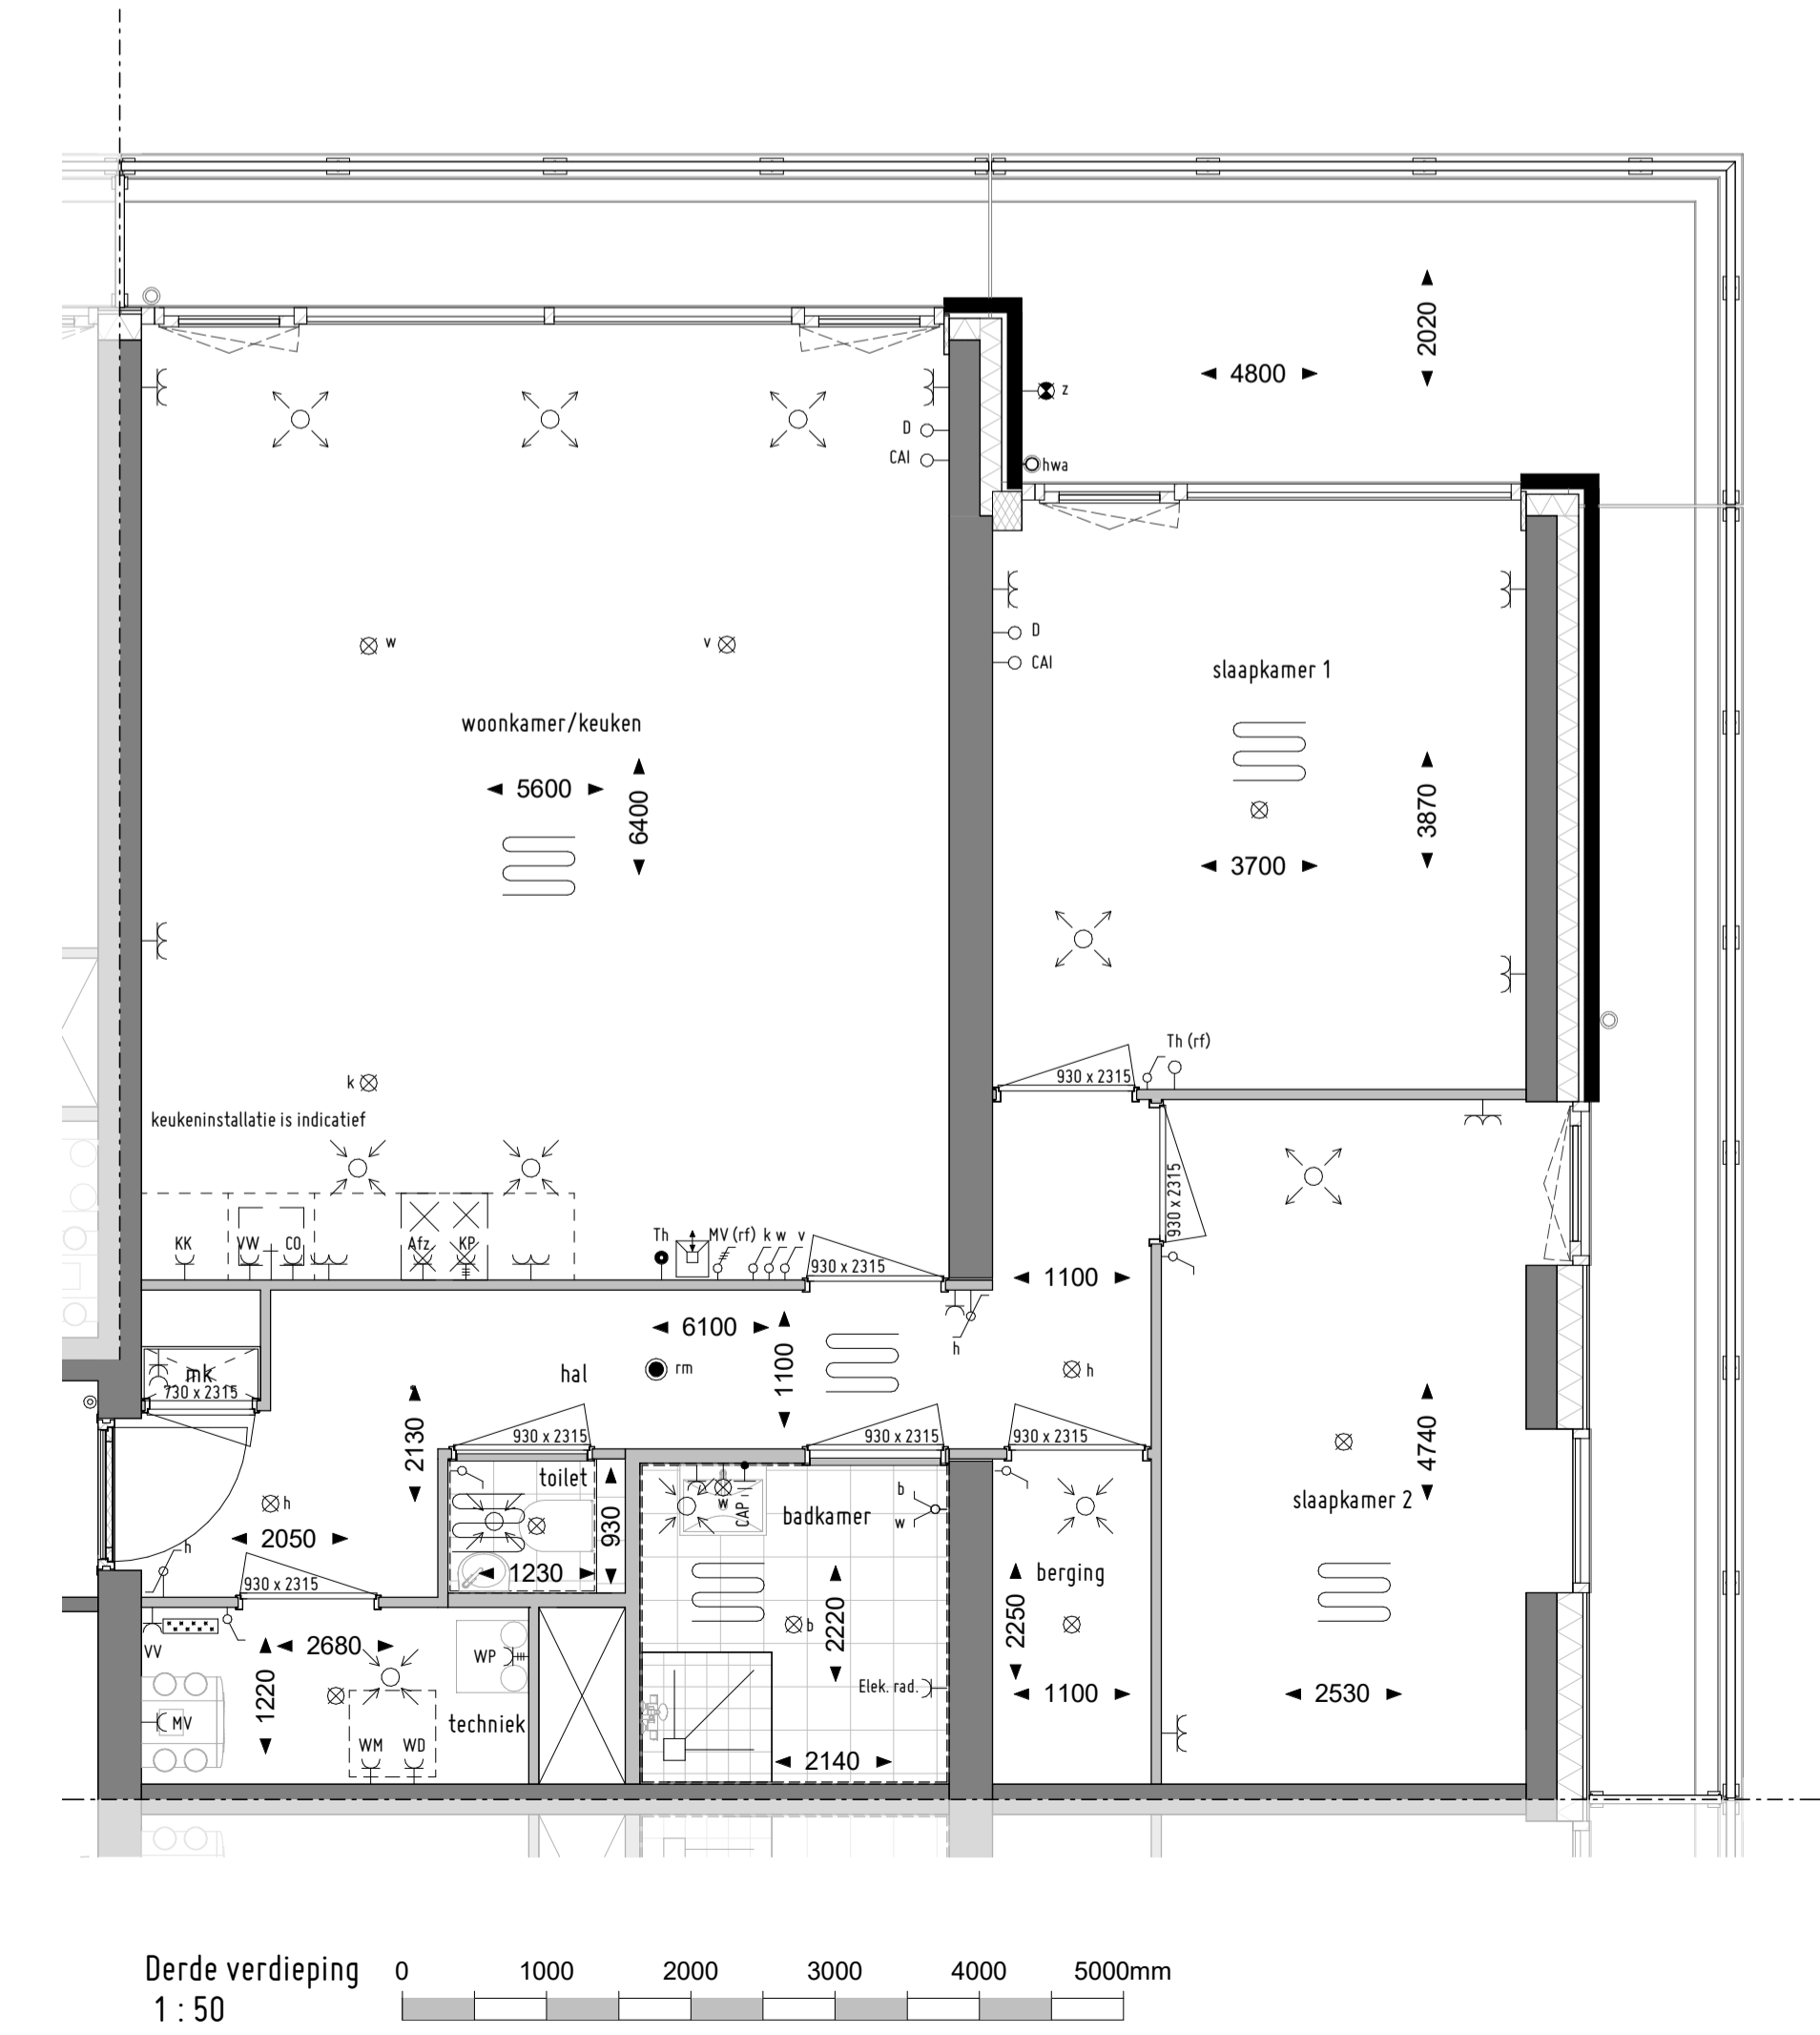 2020
4800
z
D
CAI
hwa
w
v
D
CAI
slaapkamer 1
woonkamer/keuken
5600
6400
3870
3700
Th (rf)
930 x 2315
k
keukeninstallatie is indicatief
930 x 2315
KK
VW
CO
Afz.
KP
Th
MV (rf)
k
w
v
930 x 2315
1100
6100
1100
h
mk
730 x 2315
hal
rm
h
2130
930 x 2315
930 x 2315
930 x 2315
4740
toilet
w
CAP
badkamer
b
w
slaapkamer 2
h
2050
h
930
1230
930 x 2315
berging
2250
2220
b
VV
2680
1220
WP
MV
techniek
WM
WD
Elek. rad.
1100
2530
2140
Derde verdieping
1 : 50
0
1000
2000
3000
4000
5000mm